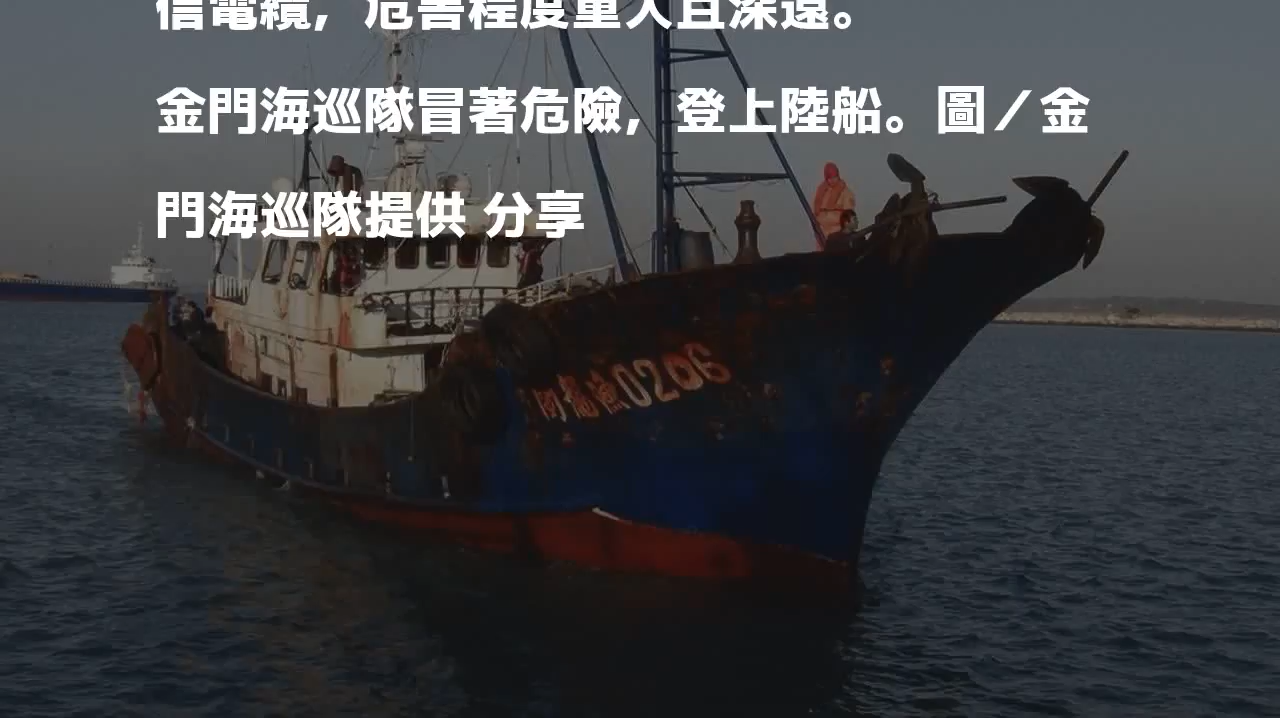 信電纜，危害程度重大且深遠。
金門海巡隊冒著危險，登上陸船。圖／金
門海巡隊提供 分享
0206